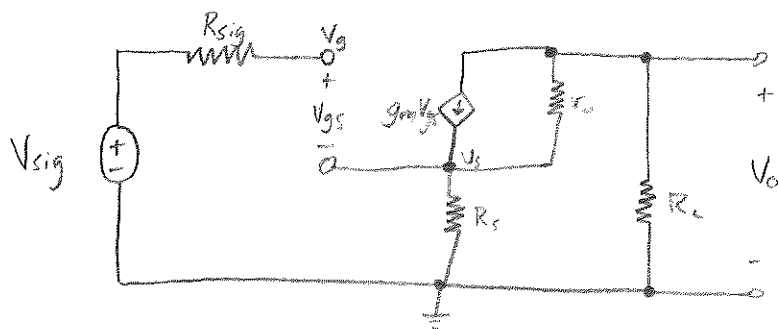 Rsig
Vg
+
Vgs
-
gmVgs
ro
+
Vsig
+
-
Vs
Rs
RL
Vo
-